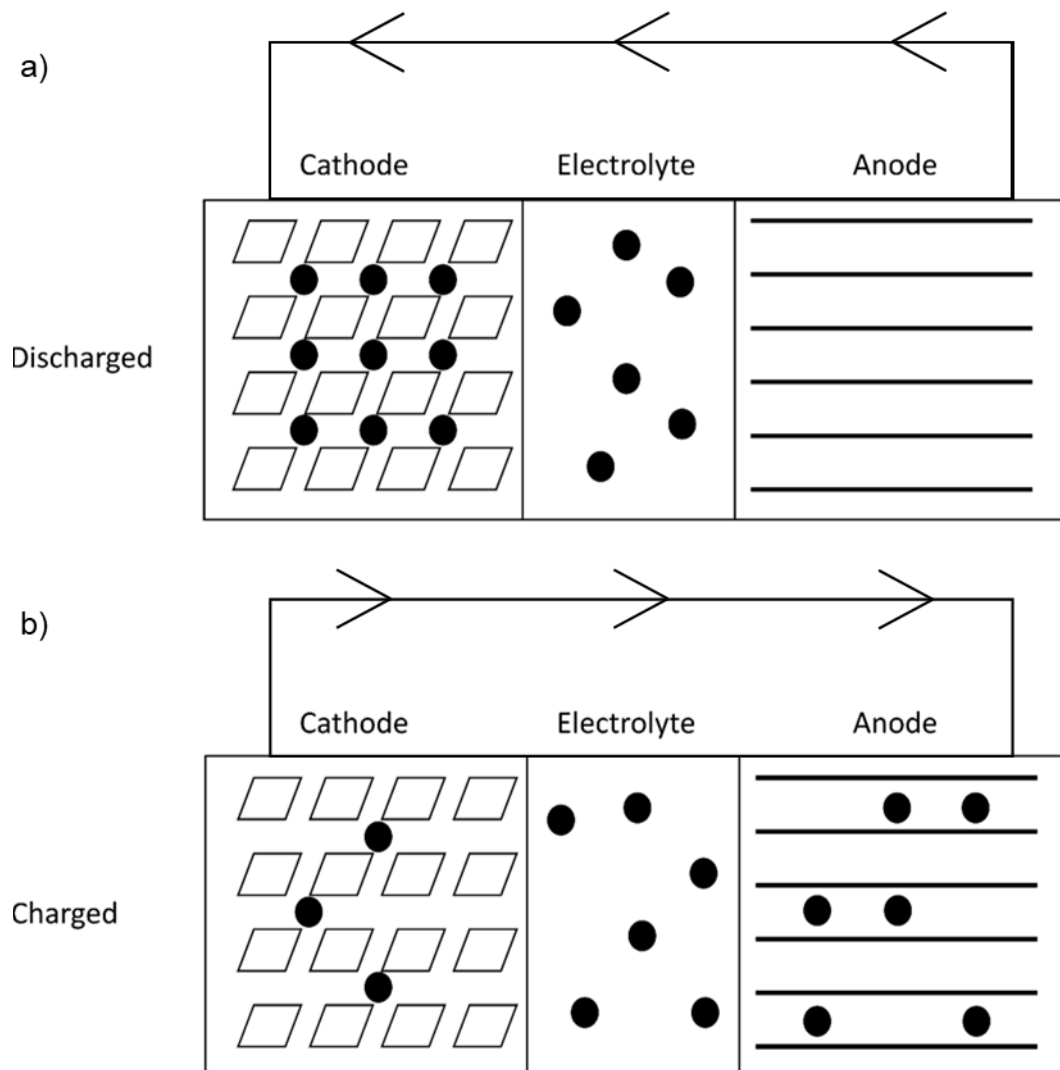 a)
Cathode Electrolyte Anode
Discharged
b)
Cathode Electrolyte Anode
Charged